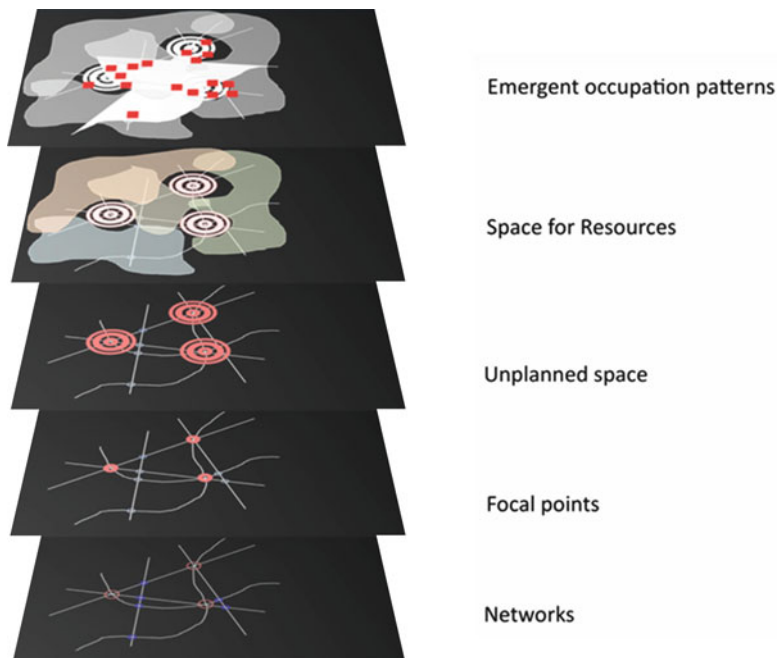 Emergent occupation patterns
Space for Resources
Unplanned space
Focal points
Networks